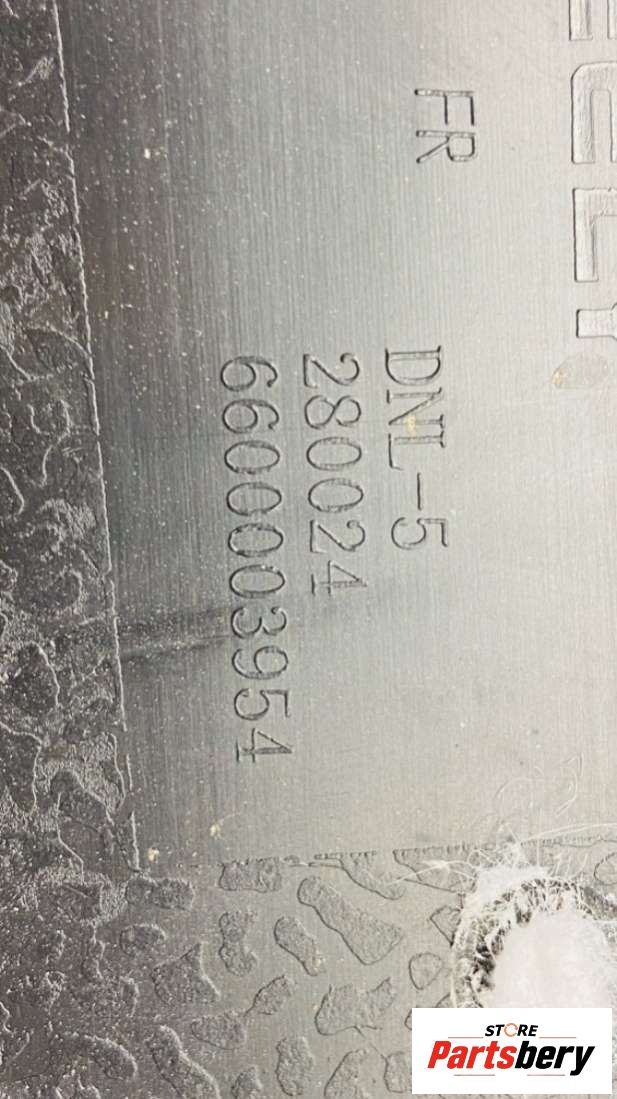 FR
DNL-5
280024
6600003954
STORE
Partsbery